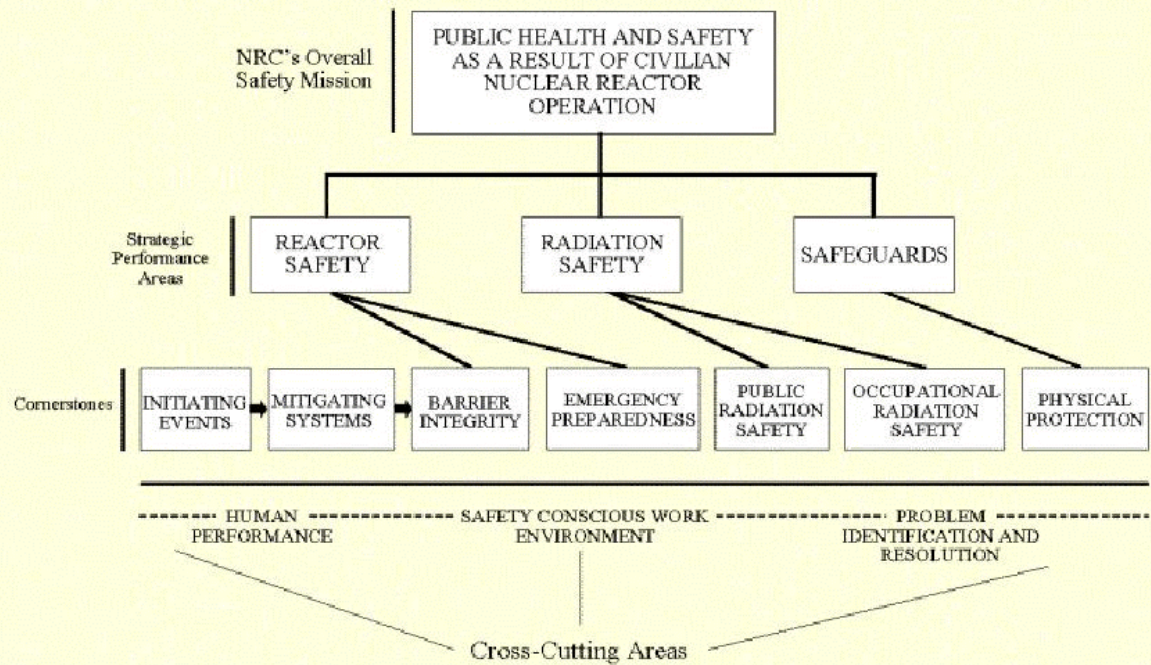 NRC's Overall
Safety Mission
PUBLIC HEALTH AND SAFETY
AS A RESULT OF CIVILIAN
NUCLEAR REACTOR
OPERATION
Strategic
Performance
Areas
REACTOR
SAFETY
RADIATION
SAFETY
SAFEGUARDS
Cornerstones
INITIATING
EVENTS
MITIGATING
SYSTEMS
BARRIER
INTEGRITY
EMERGENCY
PREPAREDNESS
PUBLIC
RADIATION
SAFETY
OCCUPATIONAL
RADIATION
SAFETY
PHYSICAL
PROTECTION
HUMAN
PERFORMANCE
SAFETY CONSCIOUS WORK
ENVIRONMENT
PROBLEM
IDENTIFICATION AND
RESOLUTION
Cross-Cutting Areas